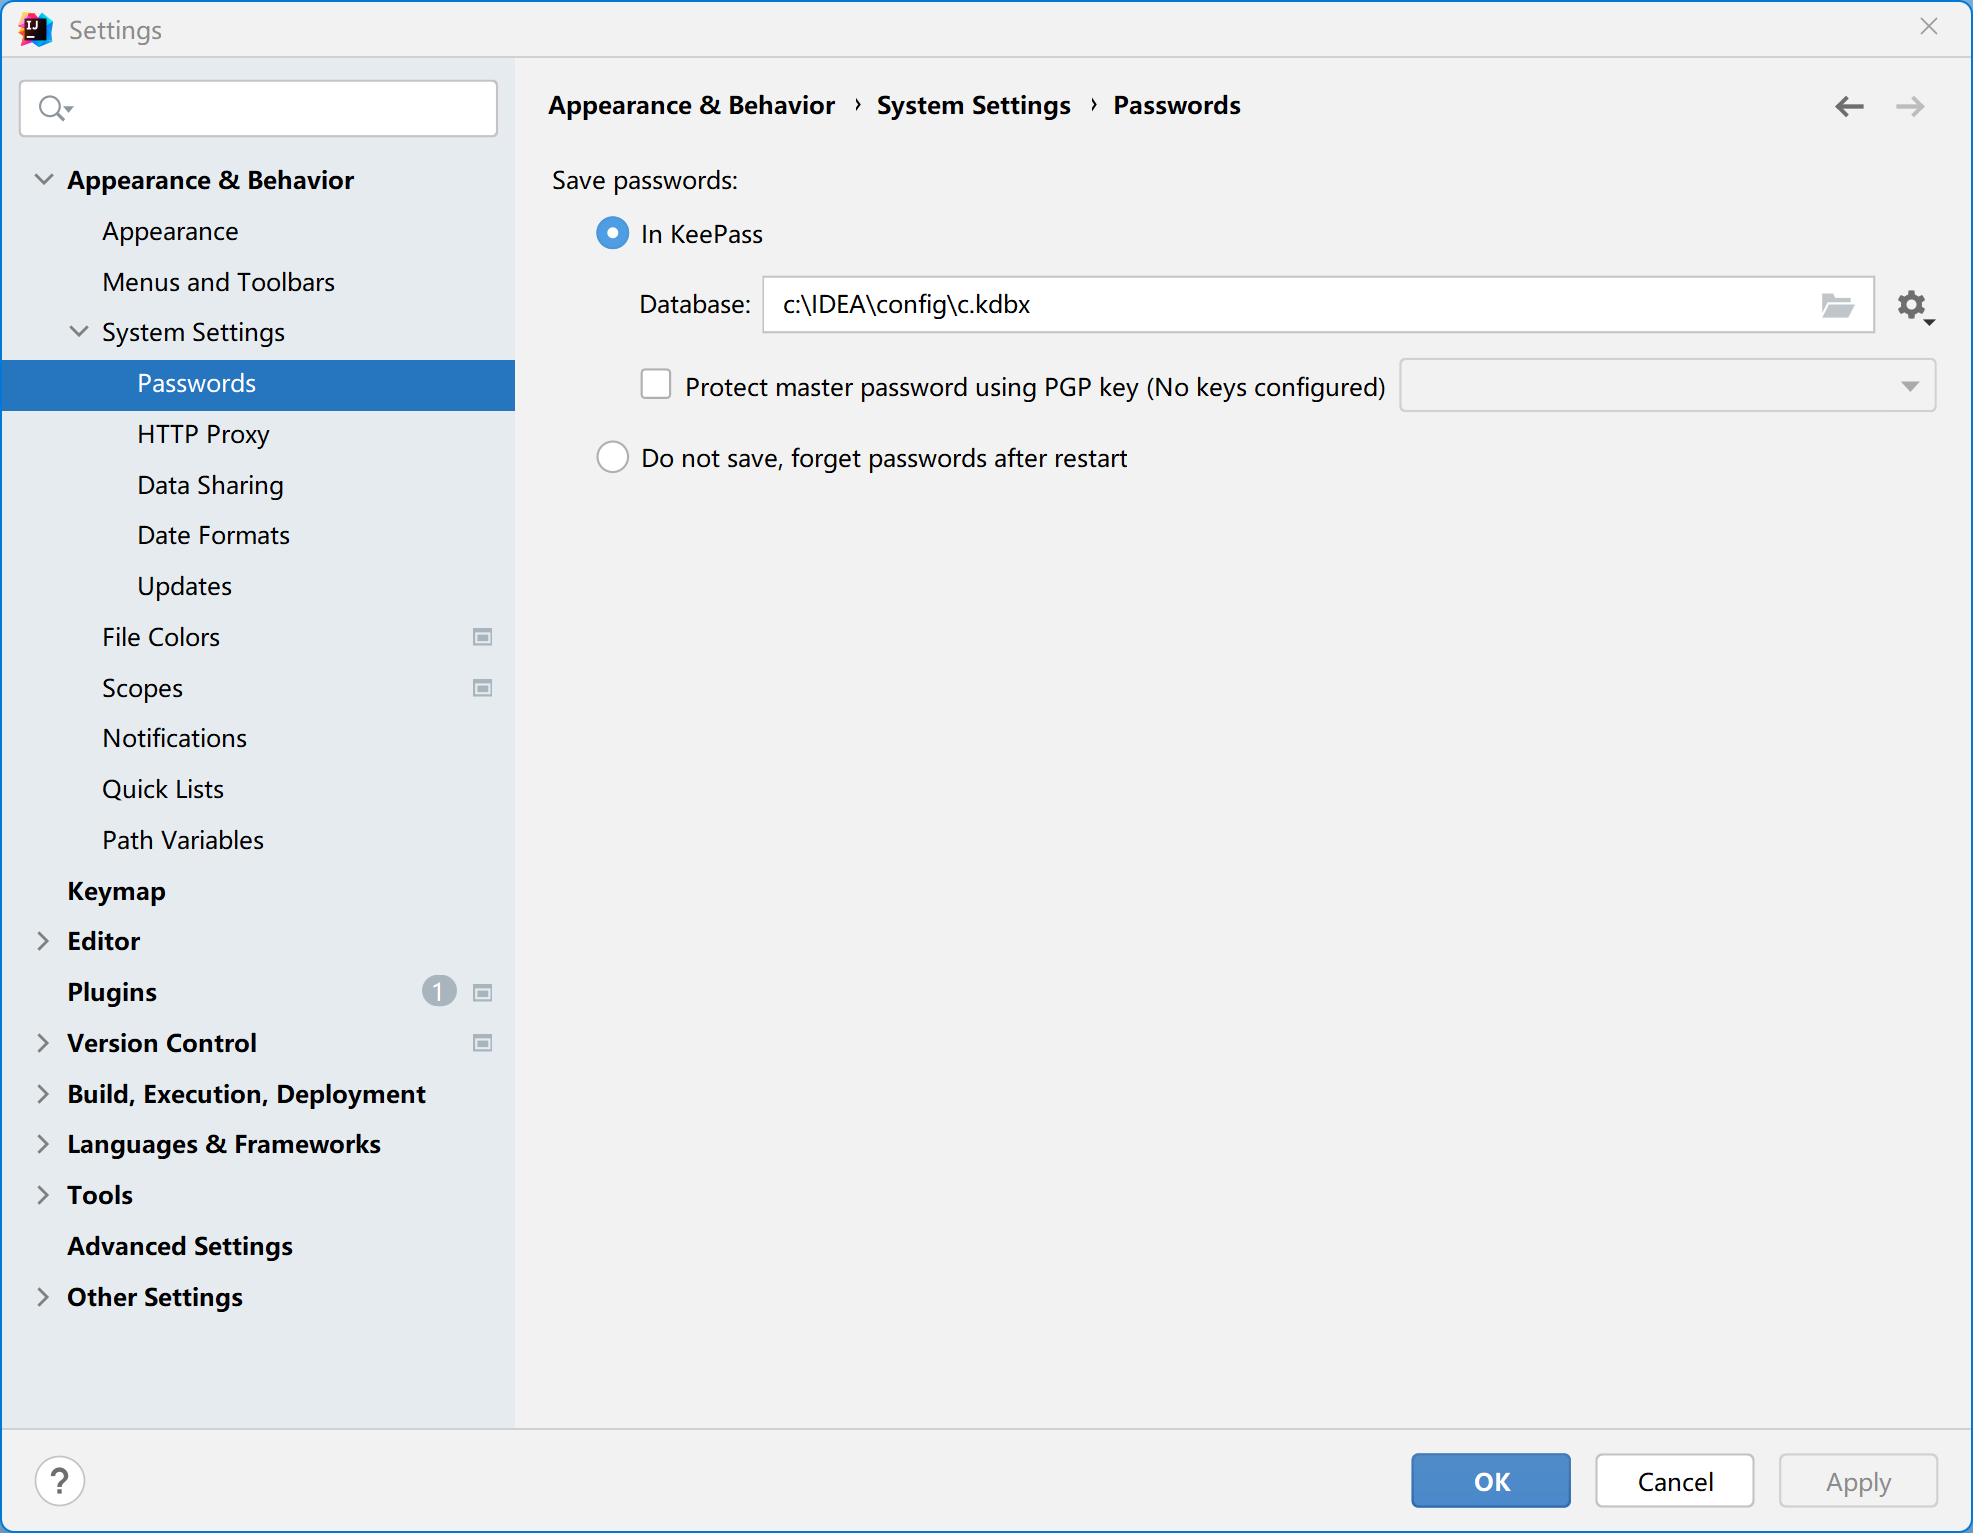 IJ
Settings
Appearance & Behavior
Appearance
Menus and Toolbars
System Settings
Passwords
HTTP Proxy
Data Sharing
Date Formats
Updates
File Colors
Scopes
Notifications
Quick Lists
Path Variables
Keymap
Editor
Plugins 1
Version Control
Build, Execution, Deployment
Languages & Frameworks
Tools
Advanced Settings
Other Settings
Appearance & Behavior › System Settings › Passwords
Save passwords:
In KeePass
Database: c:\IDEA\config\c.kdbx
Protect master password using PGP key (No keys configured)
Do not save, forget passwords after restart
?
OK
Cancel
Apply